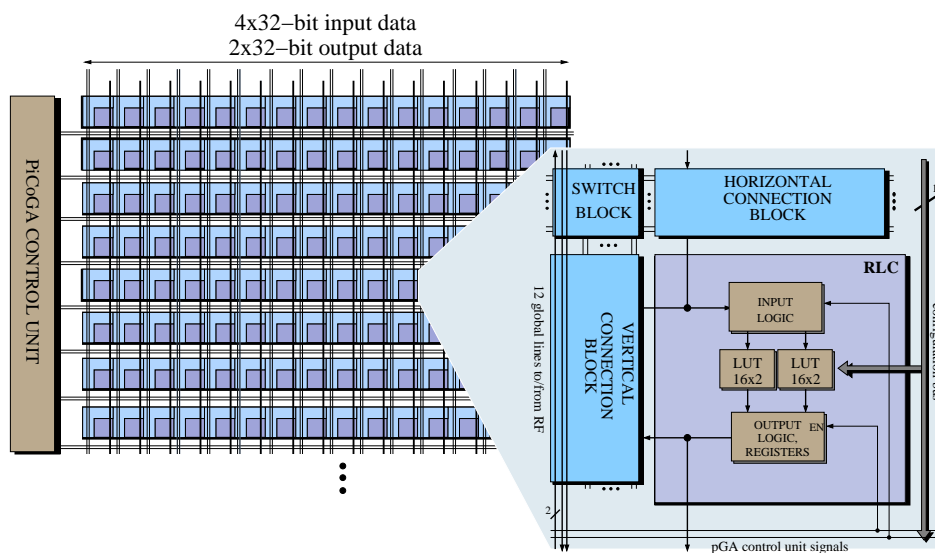 4x32−bit input data
2x32−bit output data
PiCoGA CONTROL UNIT
SWITCH
BLOCK
HORIZONTAL
CONNECTION
BLOCK
12 global lines to/from RF
VERTICAL
CONNECTION
BLOCK
RLC
INPUT
LOGIC
LUT
16x2
LUT
16x2
OUTPUT
LOGIC,
REGISTERS
EN
2
pGA control unit signals